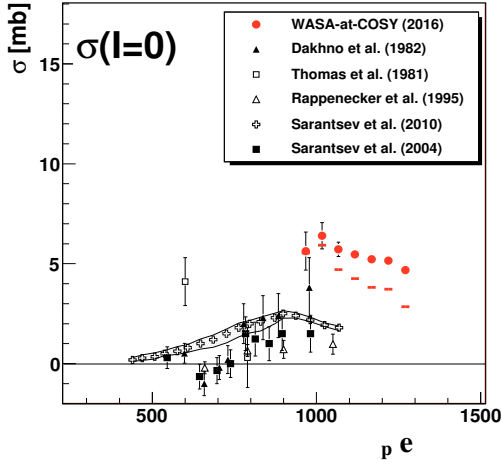 σ [mb]
σ(I=0)
WASA-at-COSY (2016)
Dakhno et al. (1982)
Thomas et al. (1981)
Rappenecker et al. (1995)
Sarantsev et al. (2010)
Sarantsev et al. (2004)
15
10
5
0
500
1000
1500
p e